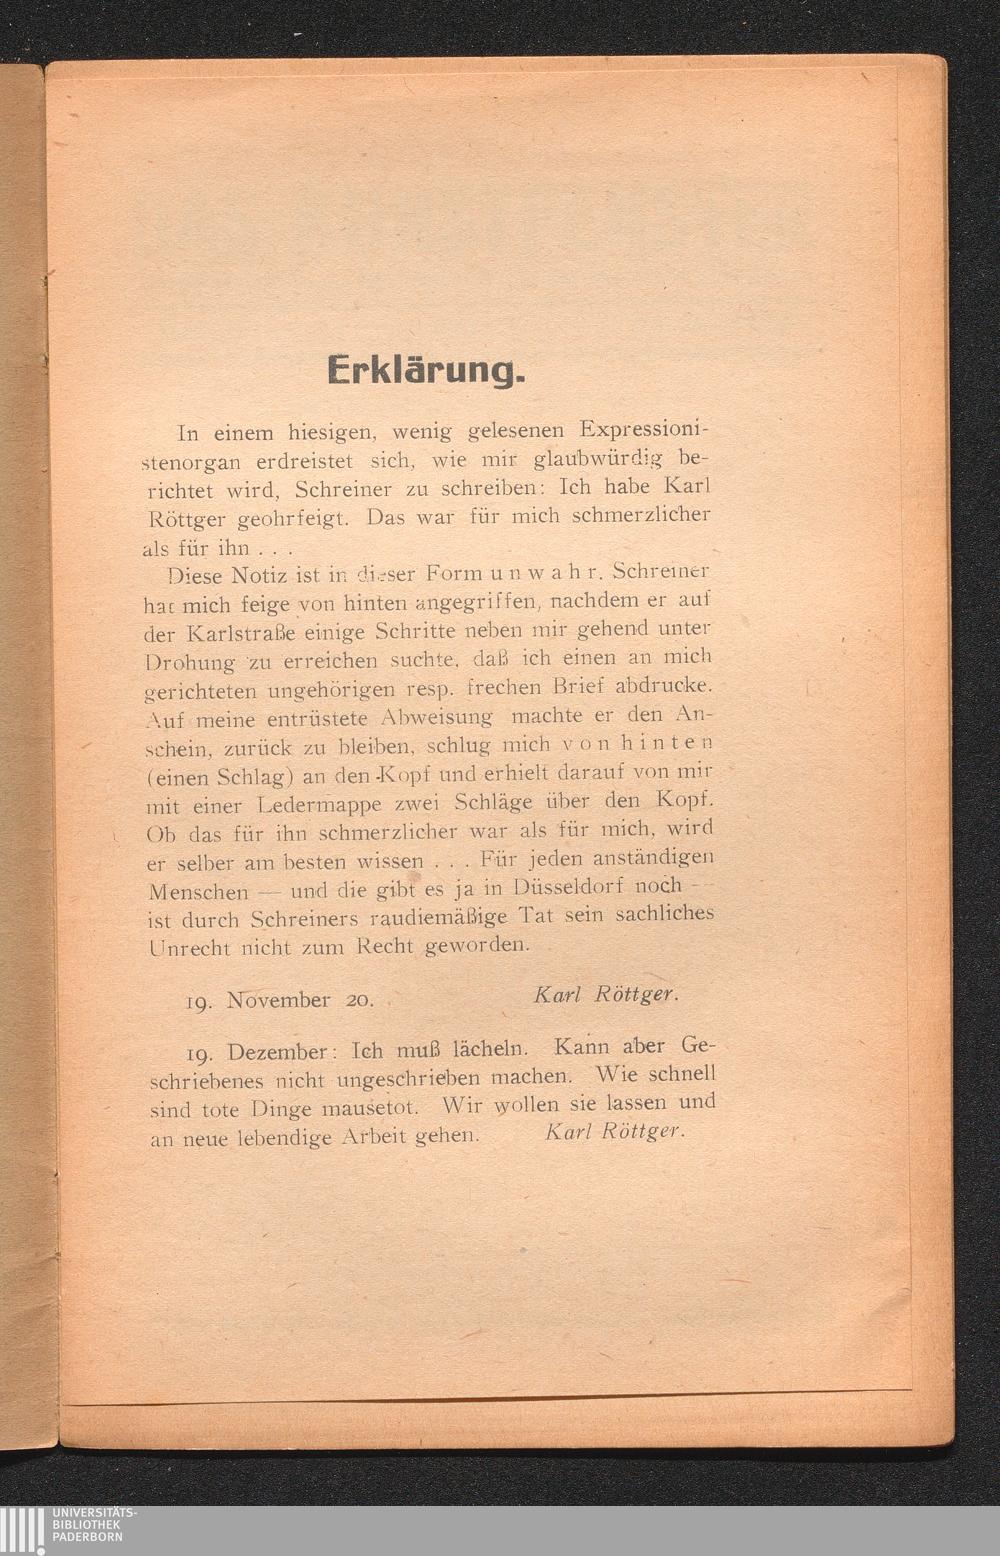 Erklärung.
In einem hiesigen, wenig gelesenen Expressioni-
stenorgan erdreistet sich, wie mir glaubwürdig be-
richtet wird, Schreiner zu schreiben: Ich habe Karl
Röttger geohrfeigt. Das war für mich schmerzlicher
als für ihn . . .
Diese Notiz ist in dieser Form u n w a h r. Schreiner
hat mich feige von hinten angegriffen, nachdem er auf
der Karlstraße einige Schritte neben mir gehend unter
Drohung zu erreichen suchte, daß ich einen an mich
gerichteten ungehörigen resp. frechen Brief abdrucke.
Auf meine entrüstete Abweisung machte er den An-
schein, zurück zu bleiben, schlug mich v o n h i n t e n
(einen Schlag) an den Kopf und erhielt darauf von mir
mit einer Ledermappe zwei Schläge über den Kopf.
Ob das für ihn schmerzlicher war als für mich, wird
er selber am besten wissen . . . Für jeden anständigen
Menschen — und die gibt es ja in Düsseldorf noch —
ist durch Schreiners raudiemäßige Tat sein sachliches
Unrecht nicht zum Recht geworden.
19. November 20. Karl Röttger.
19. Dezember: Ich muß lächeln. Kann aber Ge-
schriebenes nicht ungeschrieben machen. Wie schnell
sind tote Dinge mausetot. Wir wollen sie lassen und
an neue lebendige Arbeit gehen. Karl Röttger.
UNIVERSITÄTS-
BIBLIOTHEK
PADERBORN